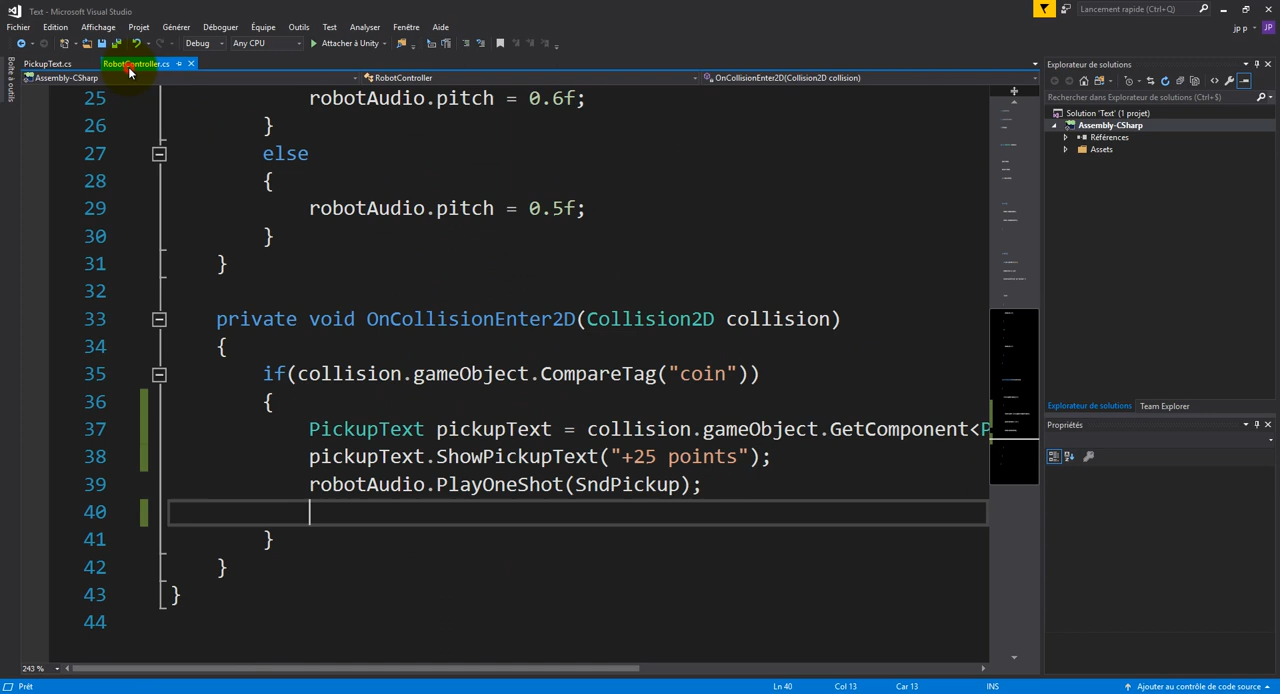 Text - Microsoft Visual Studio
Lancement rapide (Ctrl+Q)
Fichier Edition Affichage Projet Générer Déboguer Équipe Outils Test Analyser Fenêtre Aide
jp p JP
Debug Any CPU Attacher à Unity
PickupText.cs RobotController.cs
Explorateur de solutions
Boîte à outils
Assembly-CSharp RobotController OnCollisionEnter2D(Collision2D collision)
Rechercher dans Explorateur de solutions (Ctrl+$)
Solution 'Text' (1 projet)
Assembly-CSharp
Références
Assets
25 robotAudio.pitch = 0.6f;
26 }
27 else
28 {
29 robotAudio.pitch = 0.5f;
30 }
31 }
32
33 private void OnCollisionEnter2D(Collision2D collision)
34 {
35 if(collision.gameObject.CompareTag("coin"))
36 {
37 PickupText pickupText = collision.gameObject.GetComponent<P
38 pickupText.ShowPickupText("+25 points");
39 robotAudio.PlayOneShot(SndPickup);
40
41 }
42 }
43 }
44
Explorateur de solutions Team Explorer
Propriétés
243 %
Prêt Ln 40 Col 13 Car 13 INS Ajouter au contrôle de code source